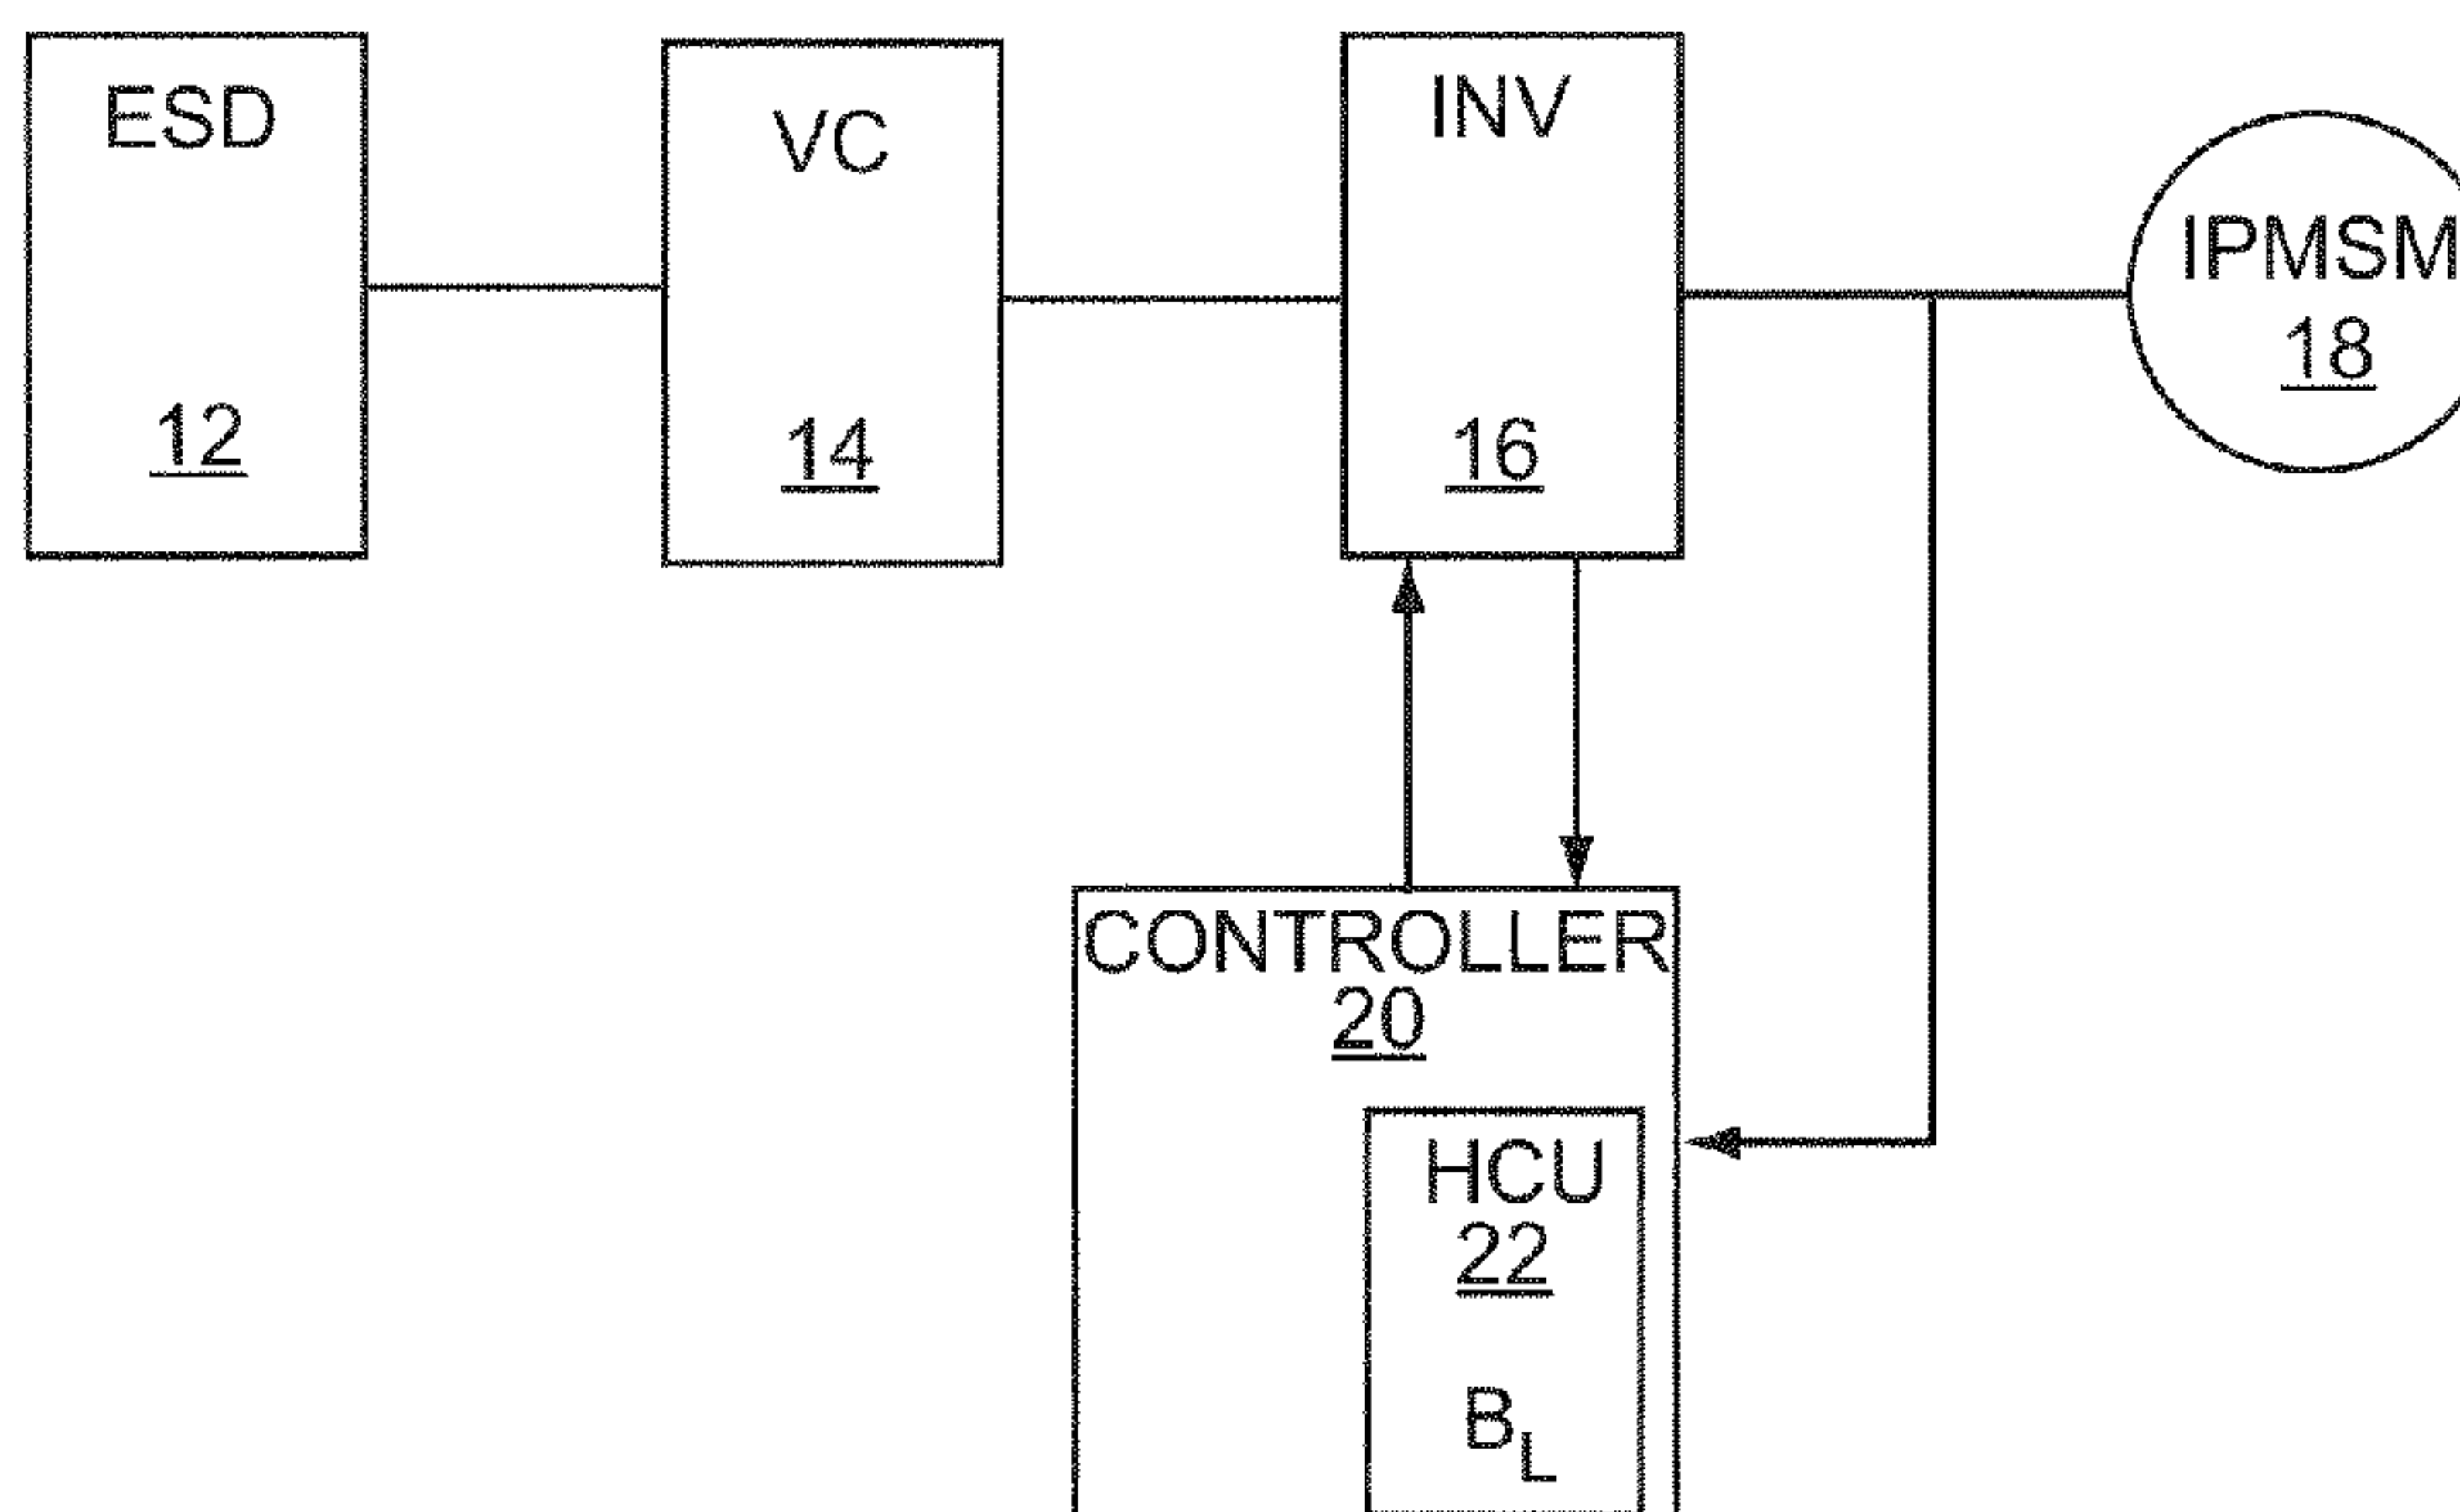 ESD
12
VC
14
INV
16
IPMSM
18
CONTROLLER
20
HCU
22
BL